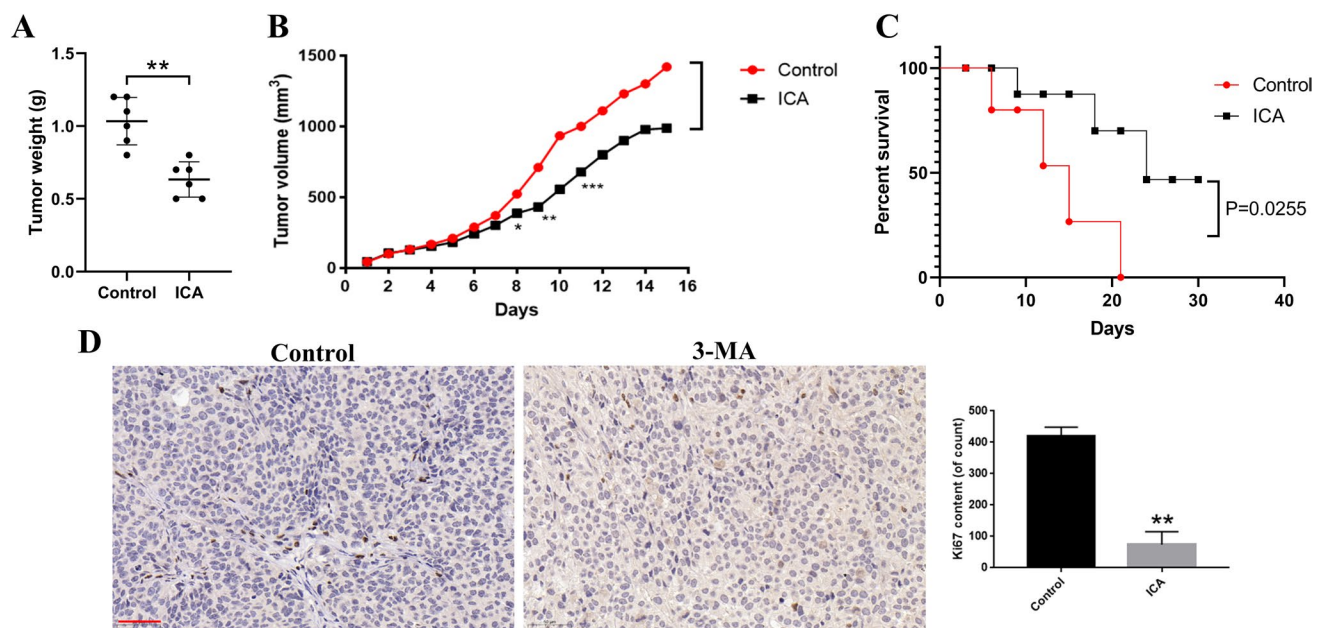 A
Tumor weight (g)
1.5
1.0
0.5
0.0
**
Control
ICA
B
Tumor volume (mm³)
1500
1000
500
0
0 2 4 6 8 10 12 14 16
Days
Control
ICA
*
**
***
C
Percent survival
100
50
0
0 10 20 30 40
Days
Control
ICA
P=0.0255
D
Control
3-MA
Ki67 content (of count)
500
400
300
200
100
0
**
Control
ICA